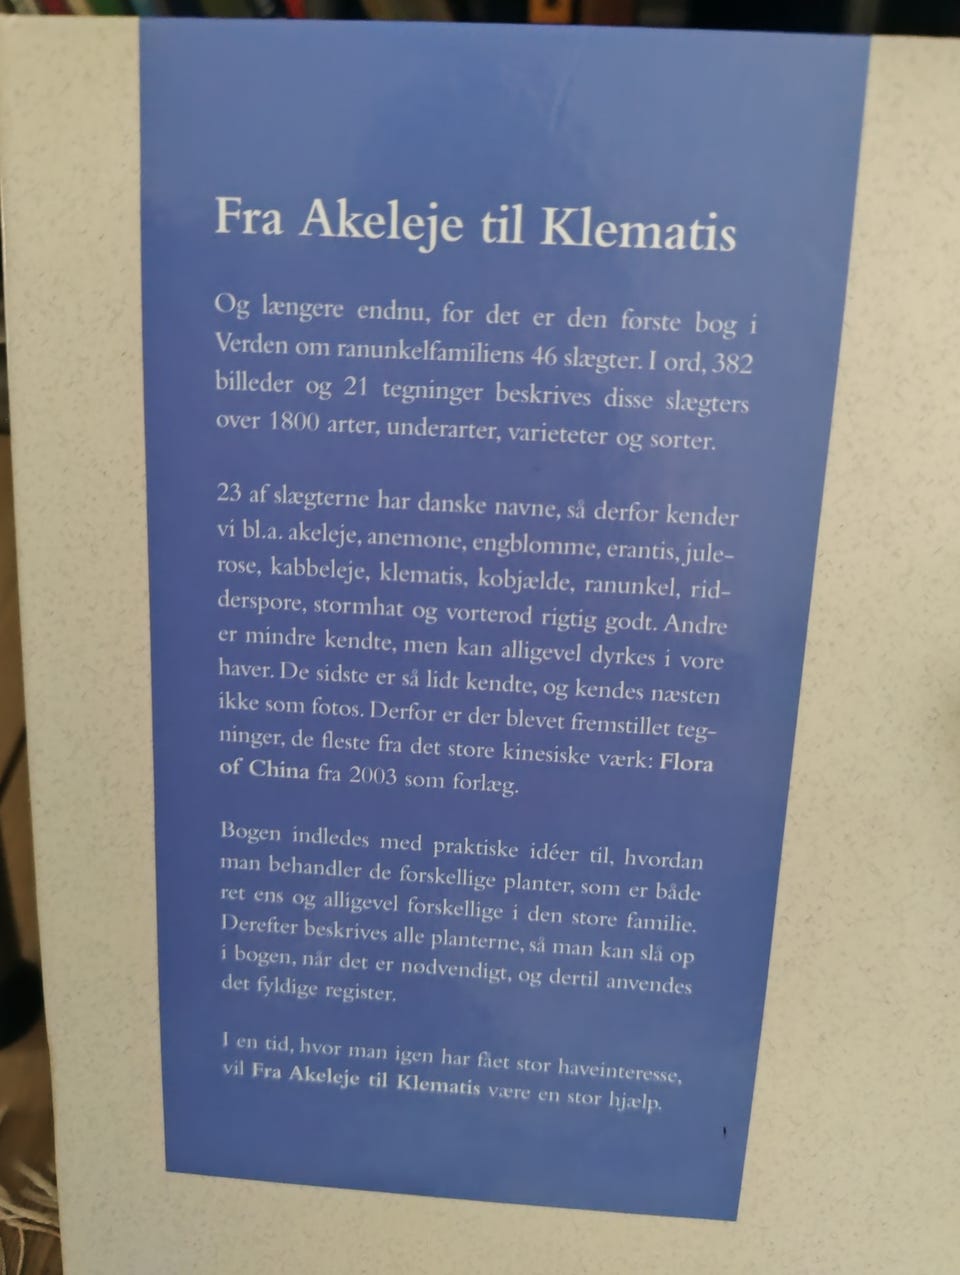 Fra Akeleje til Klematis
Og længere endnu, for det er den første bog i
Verden om ranunkelfamiliens 46 slægter. I ord, 382
billeder og 21 tegninger beskrives disse slægters
over 1800 arter, underarter, varieteter og sorter.
23 af slægterne har danske navne, så derfor kender
vi bl.a. akeleje, anemone, engblomme, erantis, jule-
rose, kabbeleje, klematis, kobjælde, ranunkel, rid-
derspore, stormhat og vorterod rigtig godt. Andre
er mindre kendte, men kan alligevel dyrkes i vore
haver. De sidste er så lidt kendte, og kendes næsten
ikke som fotos. Derfor er der blevet fremstillet teg-
ninger, de fleste fra det store kinesiske værk: Flora
of China fra 2003 som forlæg.
Bogen indledes med praktiske idéer til, hvordan
man behandler de forskellige planter, som er både
ret ens og alligevel forskellige i den store familie.
Derefter beskrives alle planterne, så man kan slå op
i bogen, når det er nødvendigt, og dertil anvendes
det fyldige register.
I en tid, hvor man igen har fået stor haveinteresse,
vil Fra Akeleje til Klematis være en stor hjælp.